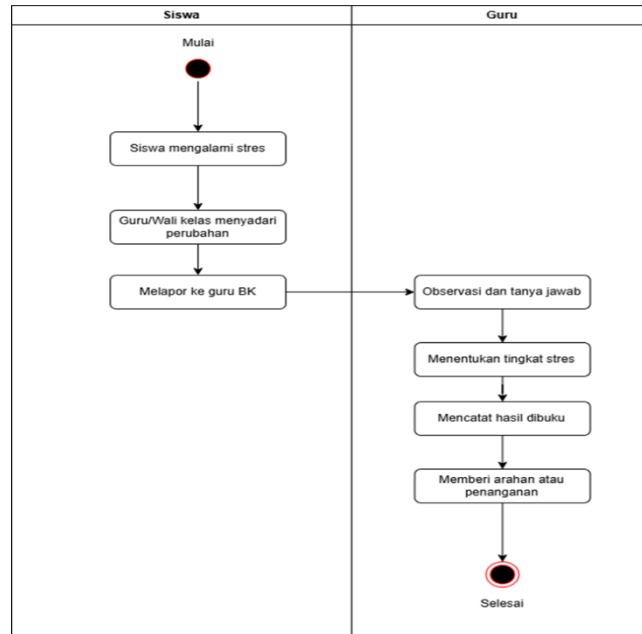 Siswa
Guru
Mulai
Siswa mengalami stres
Guru/Wali kelas menyadari
perubahan
Melapor ke guru BK
Observasi dan tanya jawab
Menentukan tingkat stres
Mencatat hasil dibuku
Memberi arahan atau
penanganan
Selesai